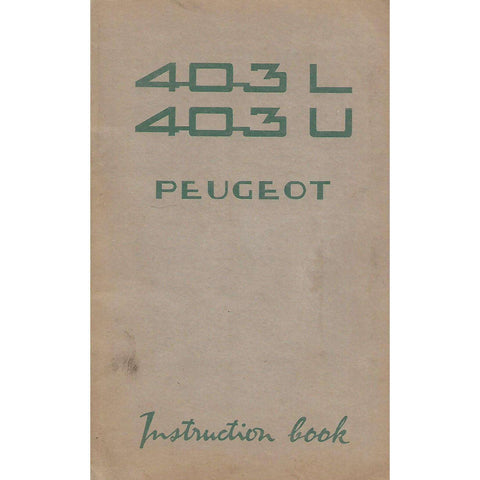 403 L
403 U
PEUGEOT
Instruction book